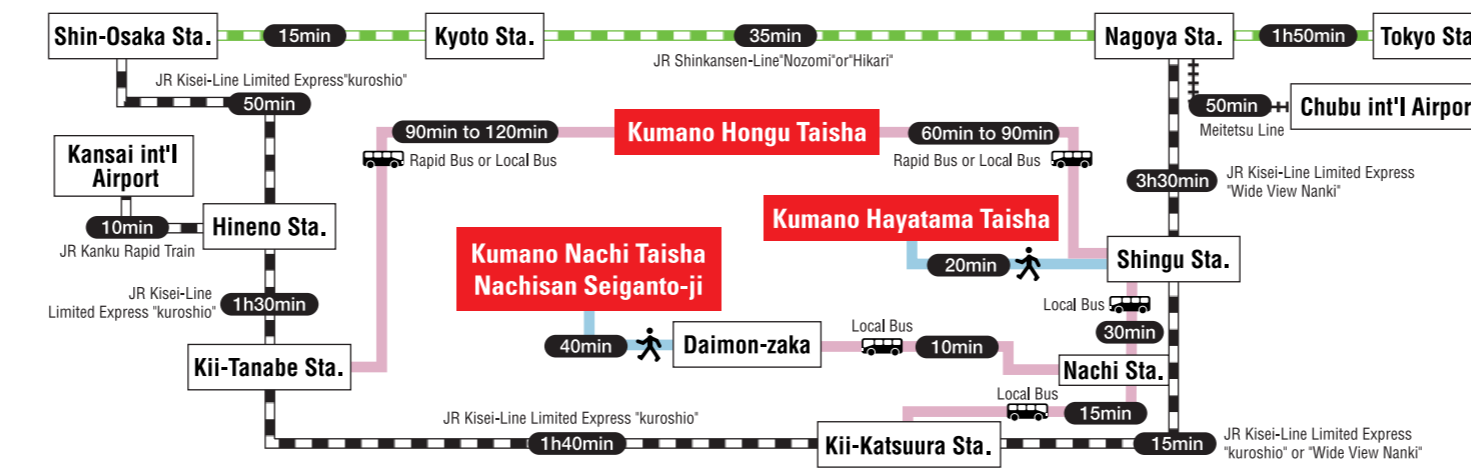 Shin-Osaka Sta.
15min
Kyoto Sta.
35min
Nagoya Sta.
1h50min
Tokyo Sta
JR Shinkansen-Line"Nozomi"or"Hikari"
JR Kisei-Line Limited Express"kuroshio"
50min
50min
Chubu int'l Airpor
Meitetsu Line
90min to 120min
Kumano Hongu Taisha
60min to 90min
Rapid Bus or Local Bus
Rapid Bus or Local Bus
Kansai int'l
Airport
3h30min
JR Kisei-Line Limited Express
"Wide View Nanki"
10min
Hineno Sta.
JR Kanku Rapid Train
Kumano Hayatama Taisha
Kumano Nachi Taisha
Nachisan Seiganto-ji
20min
Shingu Sta.
JR Kisei-Line
Limited Express "kuroshio"
1h30min
Local Bus
30min
Local Bus
40min
Daimon-zaka
10min
Kii-Tanabe Sta.
Nachi Sta.
Local Bus
15min
JR Kisei-Line Limited Express "kuroshio"
1h40min
Kii-Katsuura Sta.
15min
JR Kisei-Line Limited Express
"kuroshio" or "Wide View Nanki"